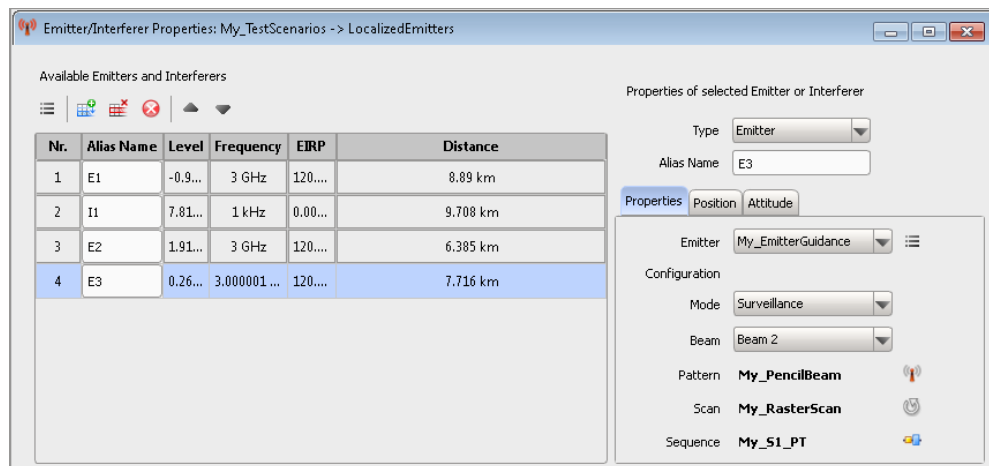 Emitter/Interferer Properties: My_TestScenarios -> LocalizedEmitters
Available Emitters and Interferers
Nr. Alias Name Level Frequency EIRP Distance
1 E1 -0.9... 3 GHz 120.... 8.89 km
2 I1 7.81... 1 kHz 0.00... 9.708 km
3 E2 1.91... 3 GHz 120.... 6.385 km
4 E3 0.26... 3.000001 ... 120.... 7.716 km
Properties of selected Emitter or Interferer
Type Emitter
Alias Name E3
Properties Position Attitude
Emitter My_EmitterGuidance
Configuration
Mode Surveillance
Beam Beam 2
Pattern My_PencilBeam
Scan My_RasterScan
Sequence My_S1_PT